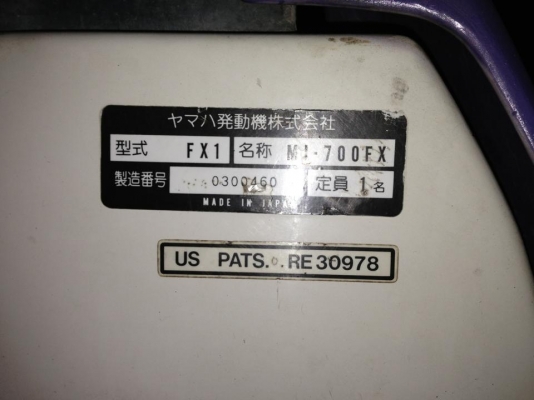 ヤマハ発動機株式会社
型式 FX1 名称 MJ-700FX
製造番号 0300460 定員 1名
MADE IN JAPAN
US PATS. RE30978